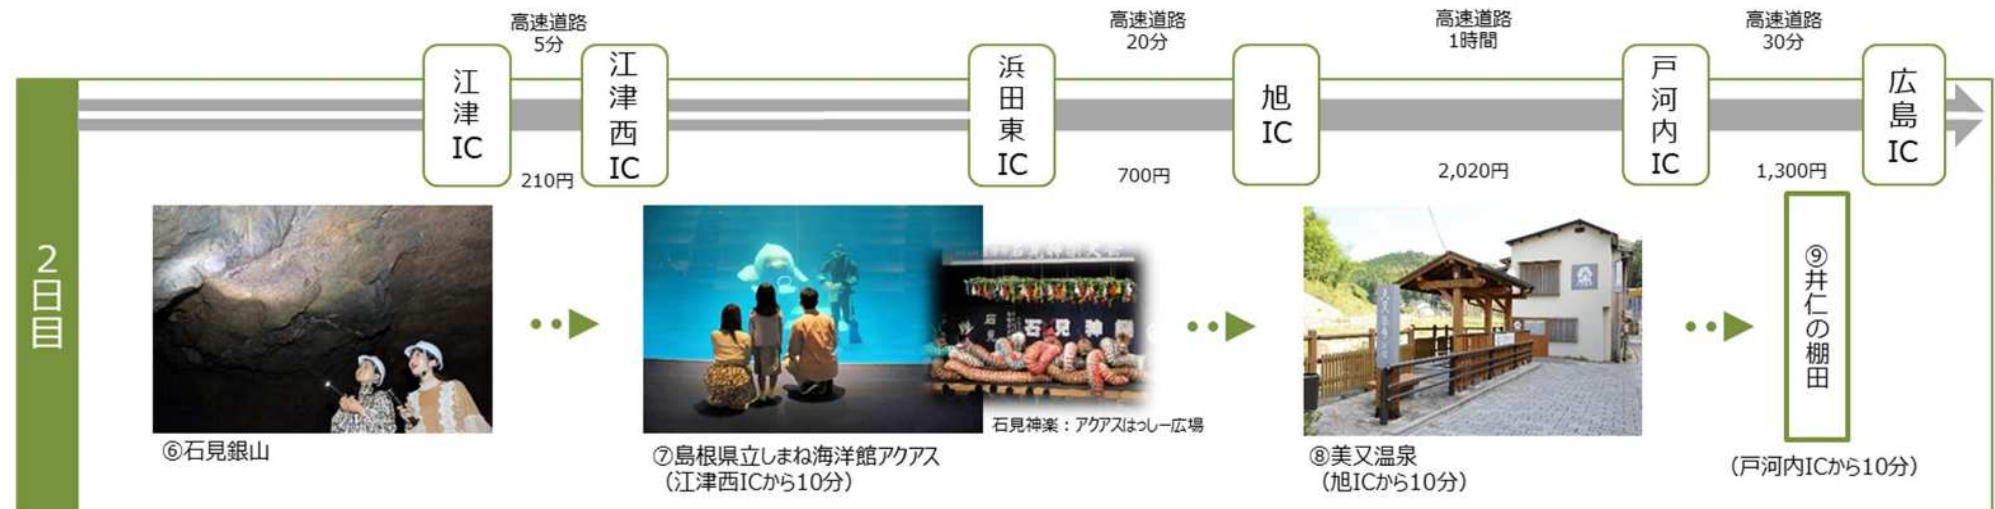 2日目
高速道路
5分
高速道路
20分
高速道路
1時間
高速道路
30分
江津IC
江津西IC
浜田東IC
旭IC
戸河内IC
広島IC
210円
700円
2,020円
1,300円
石見神楽
⑨井仁の棚田
⑥石見銀山
石見神楽:アクアスはっしー広場
⑦島根県立しまね海洋館アクアス
(江津西ICから10分)
⑧美又温泉
(旭ICから10分)
(戸河内ICから10分)